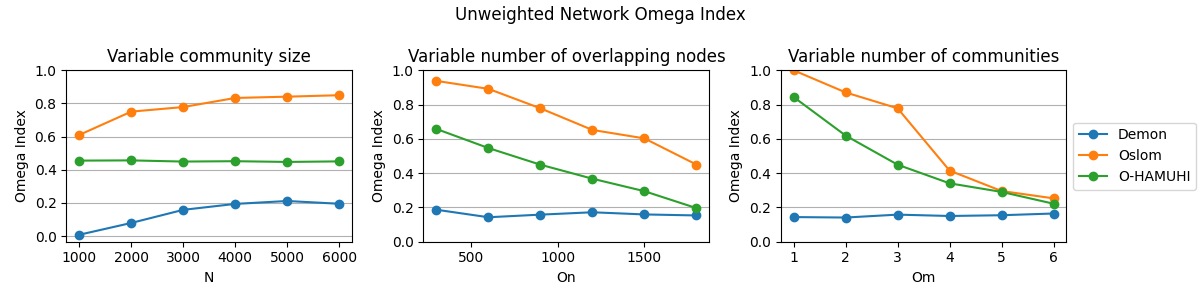 Unweighted Network Omega Index
Variable community size
Omega Index
1.0
0.8
0.6
0.4
0.2
0.0
1000 2000 3000 4000 5000 6000
N
Variable number of overlapping nodes
Omega Index
1.0
0.8
0.6
0.4
0.2
0.0
500 1000 1500
On
Variable number of communities
Omega Index
1.0
0.8
0.6
0.4
0.2
0.0
1 2 3 4 5 6
Om
Demon
Oslom
O-HAMUHI